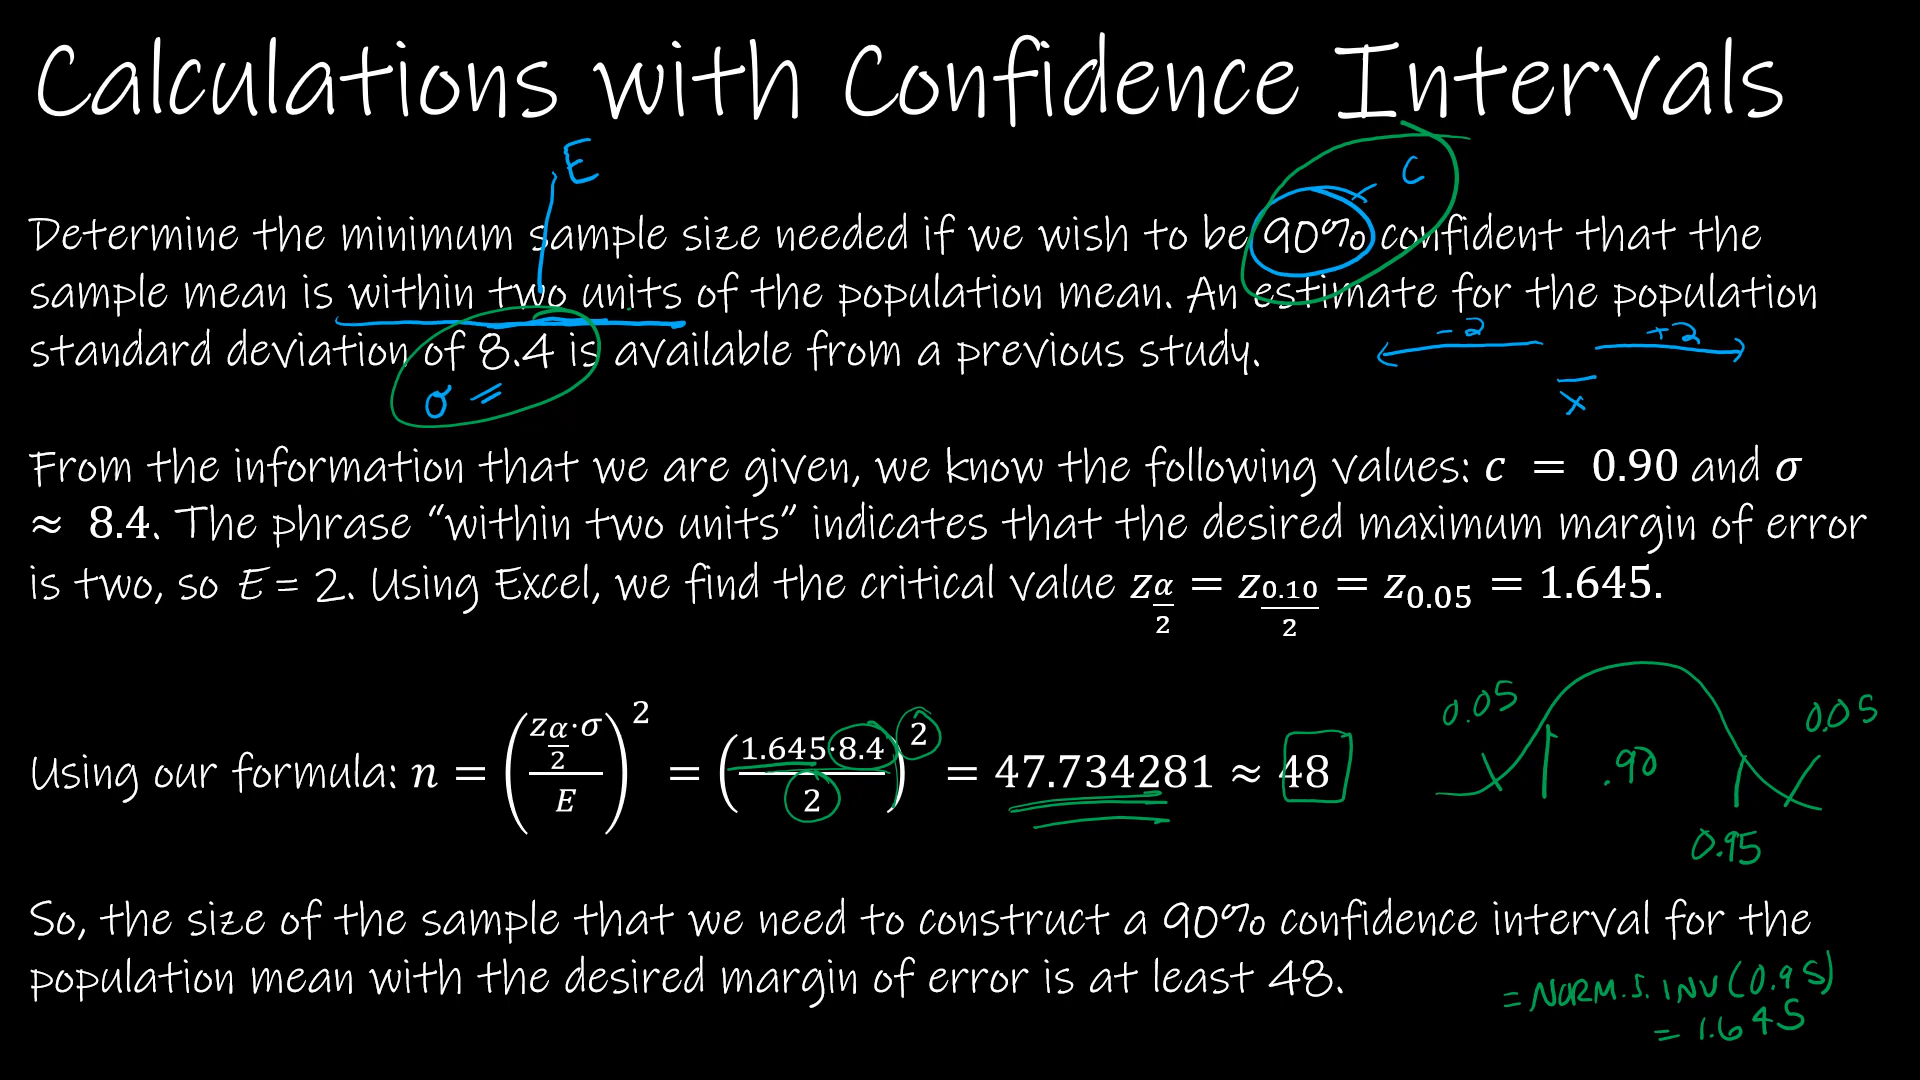 Calculations with Confidence Intervals
E
C
Determine the minimum sample size needed if we wish to be 90% confident that the
sample mean is within two units of the population mean. An estimate for the population
standard deviation of 8.4 is available from a previous study.
-2 +2
σ =
x̅
From the information that we are given, we know the following values: c = 0.90 and σ
≈ 8.4. The phrase “within two units” indicates that the desired maximum margin of error
is two, so E = 2. Using Excel, we find the critical value z_{α/2} = z_{0.10/2} = z_{0.05} = 1.645.
0.05 0.05
.90
Using our formula: n = (z_{α/2}·σ / E)² = (1.645·8.4 / 2)² = 47.734281 ≈ 48
0.95
So, the size of the sample that we need to construct a 90% confidence interval for the
population mean with the desired margin of error is at least 48.
= NORM.S.INV(0.95)
= 1.645